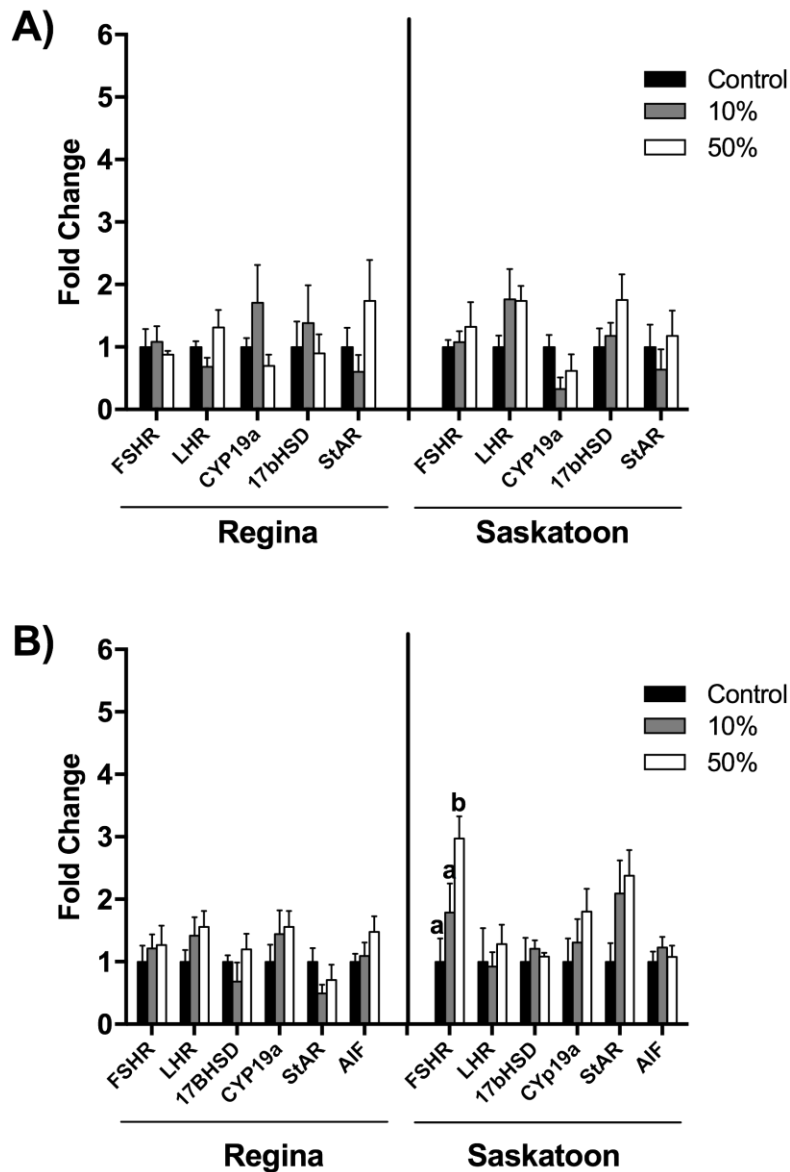 A)
6
5
4
3
2
1
0
Fold Change
Control
10%
50%
FSHR
LHR
CYP19a
17bHSD
StAR
FSHR
LHR
CYP19a
17bHSD
StAR
Regina
Saskatoon
B)
6
5
4
3
2
1
0
Fold Change
Control
10%
50%
a
a
b
FSHR
LHR
17BHSD
CYP19a
StAR
AIF
FSHR
LHR
17bHSD
CYp19a
StAR
AIF
Regina
Saskatoon